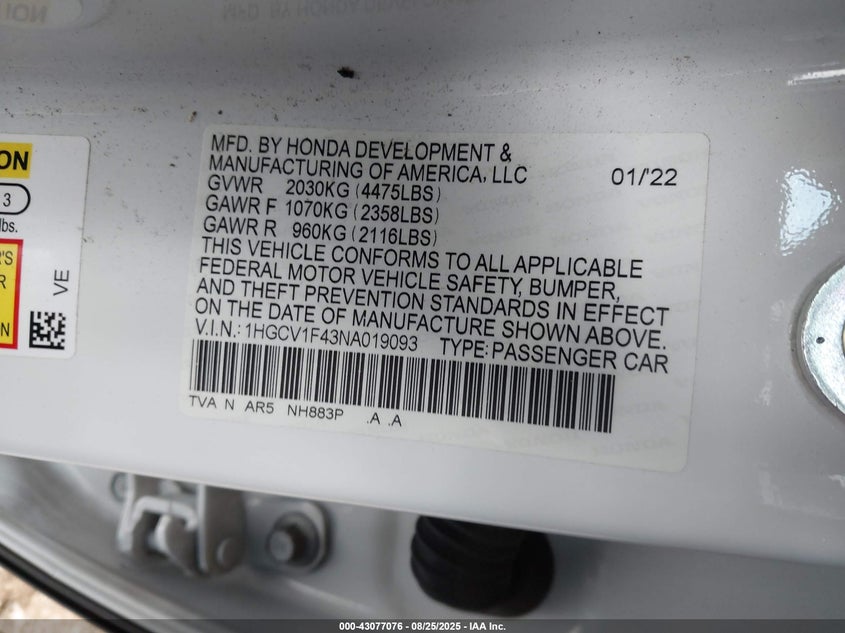 MFD. BY HONDA DEVELOPMENT &
MANUFACTURING OF AMERICA, LLC 01/'22
GVWR 2030KG (4475LBS)
GAWR F 1070KG (2358LBS)
GAWR R 960KG (2116LBS)
THIS VEHICLE CONFORMS TO ALL APPLICABLE
FEDERAL MOTOR VEHICLE SAFETY, BUMPER,
AND THEFT PREVENTION STANDARDS IN EFFECT
ON THE DATE OF MANUFACTURE SHOWN ABOVE.
V.I.N.: 1HGCV1F43NA019093 TYPE: PASSENGER CAR
TVA N AR5 NH883P .A .A
ON
3
lbs.
R'S
R
N
VE
000-43077076 - 08/25/2025 - IAA Inc.